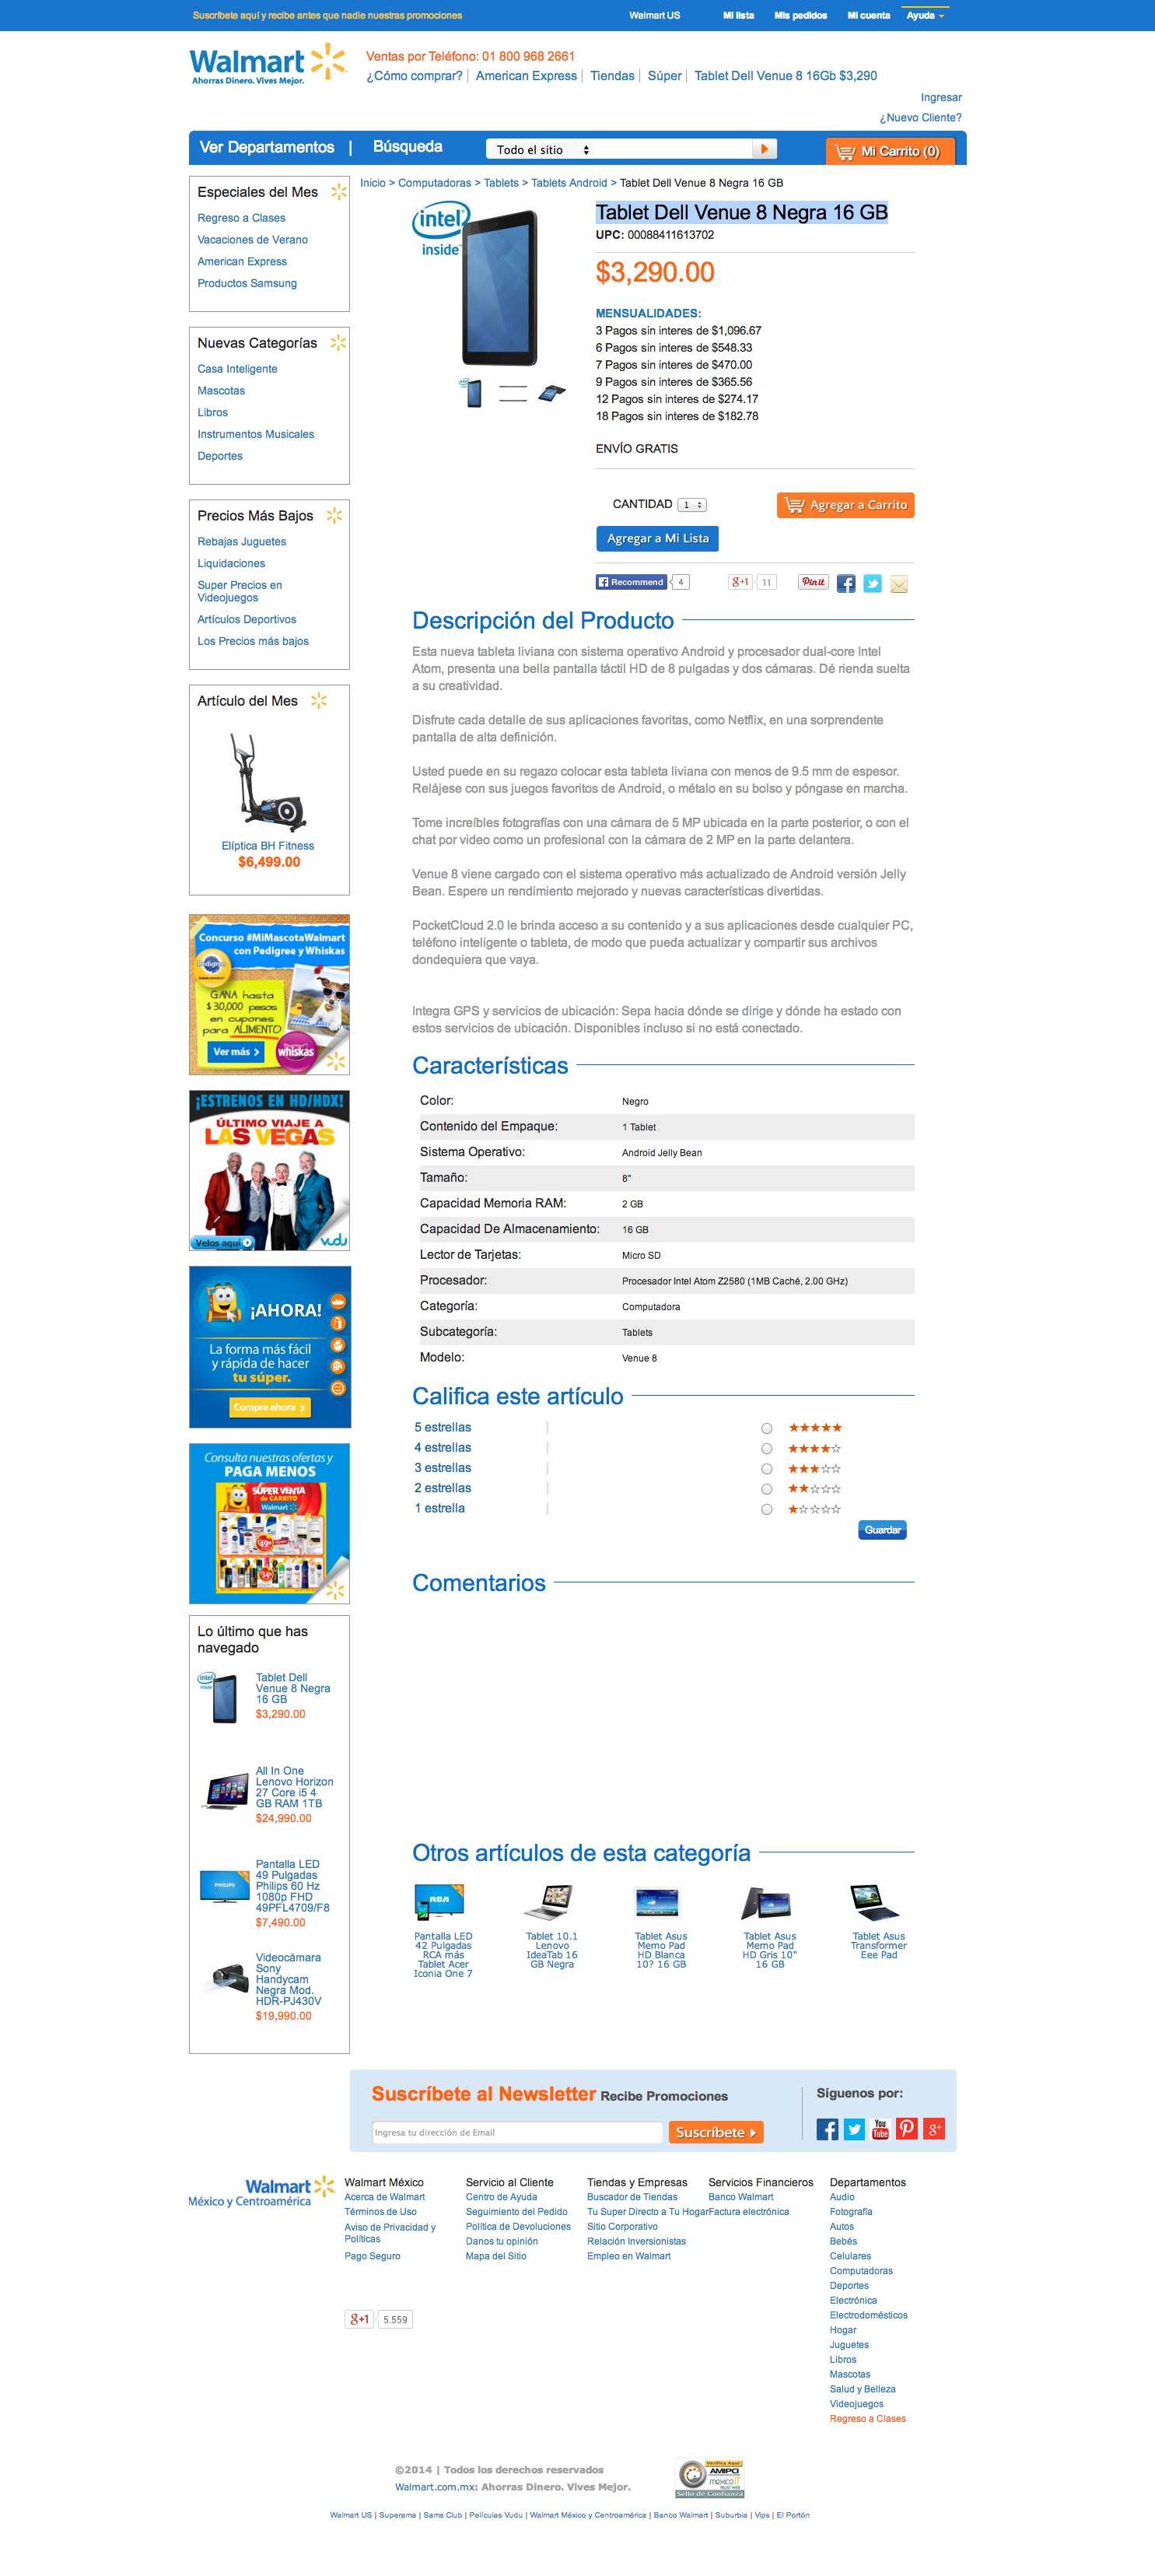 Suscríbete aquí y recibe antes que nadie nuestras promociones
Walmart US
Mi lista
Mis pedidos
Mi cuenta
Ayuda
Walmart
Ahorras Dinero. Vives Mejor.
Ventas por Teléfono: 01 800 968 2661
¿Cómo comprar? | American Express | Tiendas | Súper | Tablet Dell Venue 8 16Gb $3,290
Ingresar
¿Nuevo Cliente?
Ver Departamentos | Búsqueda
Todo el sitio
Mi Carrito (0)
Inicio > Computadoras > Tablets > Tablets Android > Tablet Dell Venue 8 Negra 16 GB
Especiales del Mes
Regreso a Clases
Vacaciones de Verano
American Express
Productos Samsung
Nuevas Categorías
Casa Inteligente
Mascotas
Libros
Instrumentos Musicales
Deportes
Precios Más Bajos
Rebajas Juguetes
Liquidaciones
Super Precios en
Videojuegos
Artículos Deportivos
Los Precios más bajos
Artículo del Mes
Elíptica BH Fitness
$6,499.00
Concurso #MiMascotaWalmart
con Pedigree y Whiskas
Pedigree
GANA hasta
$30,000 pesos
en cupones
para ALIMENTO
Ver más >
whiskas
¡ESTRENOS EN HD/HDX!
ÚLTIMO VIAJE A
LAS VEGAS
Velos aquí
vudu
¡AHORA!
La forma más fácil
y rápida de hacer
tu súper.
Compra ahora >
Consulta nuestras ofertas y
PAGA MENOS
SÚPER VENTA
de CARRITO
Walmart
Lo último que has
navegado
Tablet Dell
Venue 8 Negra
16 GB
$3,290.00
All In One
Lenovo Horizon
27 Core i5 4
GB RAM 1TB
$24,990.00
PHILIPS
Pantalla LED
49 Pulgadas
Philips 60 Hz
1080p FHD
49PFL4709/F8
$7,490.00
Videocámara
Sony
Handycam
Negra Mod.
HDR-PJ430V
$19,990.00
intel
inside
Tablet Dell Venue 8 Negra 16 GB
UPC: 00088411613702
$3,290.00
MENSUALIDADES:
3 Pagos sin interes de $1,096.67
6 Pagos sin interes de $548.33
7 Pagos sin interes de $470.00
9 Pagos sin interes de $365.56
12 Pagos sin interes de $274.17
18 Pagos sin interes de $182.78
ENVÍO GRATIS
CANTIDAD 1
Agregar a Carrito
Agregar a Mi Lista
Recommend 4
g+1 11
Pin it
Descripción del Producto
Esta nueva tableta liviana con sistema operativo Android y procesador dual-core Intel
Atom, presenta una bella pantalla táctil HD de 8 pulgadas y dos cámaras. Dé rienda suelta
a su creatividad.
Disfrute cada detalle de sus aplicaciones favoritas, como Netflix, en una sorprendente
pantalla de alta definición.
Usted puede en su regazo colocar esta tableta liviana con menos de 9.5 mm de espesor.
Relájese con sus juegos favoritos de Android, o métalo en su bolso y póngase en marcha.
Tome increíbles fotografías con una cámara de 5 MP ubicada en la parte posterior, o con el
chat por video como un profesional con la cámara de 2 MP en la parte delantera.
Venue 8 viene cargado con el sistema operativo más actualizado de Android versión Jelly
Bean. Espere un rendimiento mejorado y nuevas características divertidas.
PocketCloud 2.0 le brinda acceso a su contenido y a sus aplicaciones desde cualquier PC,
teléfono inteligente o tableta, de modo que pueda actualizar y compartir sus archivos
dondequiera que vaya.
Integra GPS y servicios de ubicación: Sepa hacia dónde se dirige y dónde ha estado con
estos servicios de ubicación. Disponibles incluso si no está conectado.
Características
Color: Negro
Contenido del Empaque: 1 Tablet
Sistema Operativo: Android Jelly Bean
Tamaño: 8"
Capacidad Memoria RAM: 2 GB
Capacidad De Almacenamiento: 16 GB
Lector de Tarjetas: Micro SD
Procesador: Procesador Intel Atom Z2580 (1MB Caché, 2.00 GHz)
Categoría: Computadora
Subcategoría: Tablets
Modelo: Venue 8
Califica este artículo
5 estrellas
4 estrellas
3 estrellas
2 estrellas
1 estrella
Guardar
Comentarios
Otros artículos de esta categoría
RCA
Pantalla LED
42 Pulgadas
RCA más
Tablet Acer
Iconia One 7
Tablet 10.1
Lenovo
IdeaTab 16
GB Negra
Tablet Asus
Memo Pad
HD Blanca
10? 16 GB
Tablet Asus
Memo Pad
HD Gris 10"
16 GB
Tablet Asus
Transformer
Eee Pad
Suscríbete al Newsletter Recibe Promociones
Ingresa tu dirección de Email
Suscríbete
Síguenos por:
You Tube
Walmart
México y Centroamérica
Walmart México
Acerca de Walmart
Términos de Uso
Aviso de Privacidad y
Políticas
Pago Seguro
g+1 5.559
Servicio al Cliente
Centro de Ayuda
Seguimiento del Pedido
Política de Devoluciones
Danos tu opinión
Mapa del Sitio
Tiendas y Empresas
Buscador de Tiendas
Tu Super Directo a Tu Hogar
Sitio Corporativo
Relación Inversionistas
Empleo en Walmart
Servicios Financieros
Banco Walmart
Factura electrónica
Departamentos
Audio
Fotografía
Autos
Bebés
Celulares
Computadoras
Deportes
Electrónica
Electrodomésticos
Hogar
Juguetes
Libros
Mascotas
Salud y Belleza
Videojuegos
Regreso a Clases
©2014 | Todos los derechos reservados
Walmart.com.mx: Ahorras Dinero. Vives Mejor.
Verifica Aquí
AMIPCI
Sello de Confianza
Walmart US | Superama | Sams Club | Películas Vudu | Walmart México y Centroamérica | Banco Walmart | Suburbia | Vips | El Portón